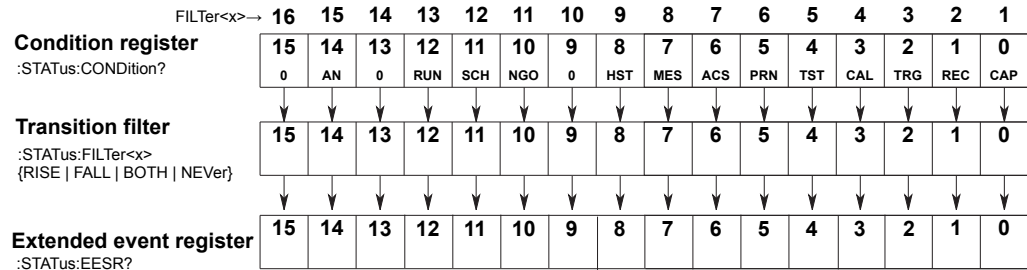 FILTer<x>→ 16 15 14 13 12 11 10 9 8 7 6 5 4 3 2 1
Condition register
:STATus:CONDition?
15 14 13 12 11 10 9 8 7 6 5 4 3 2 1 0
0 AN 0 RUN SCH NGO 0 HST MES ACS PRN TST CAL TRG REC CAP
Transition filter
:STATus:FILTer<x>
{RISE | FALL | BOTH | NEVer}
15 14 13 12 11 10 9 8 7 6 5 4 3 2 1 0
Extended event register
:STATus:EESR?
15 14 13 12 11 10 9 8 7 6 5 4 3 2 1 0